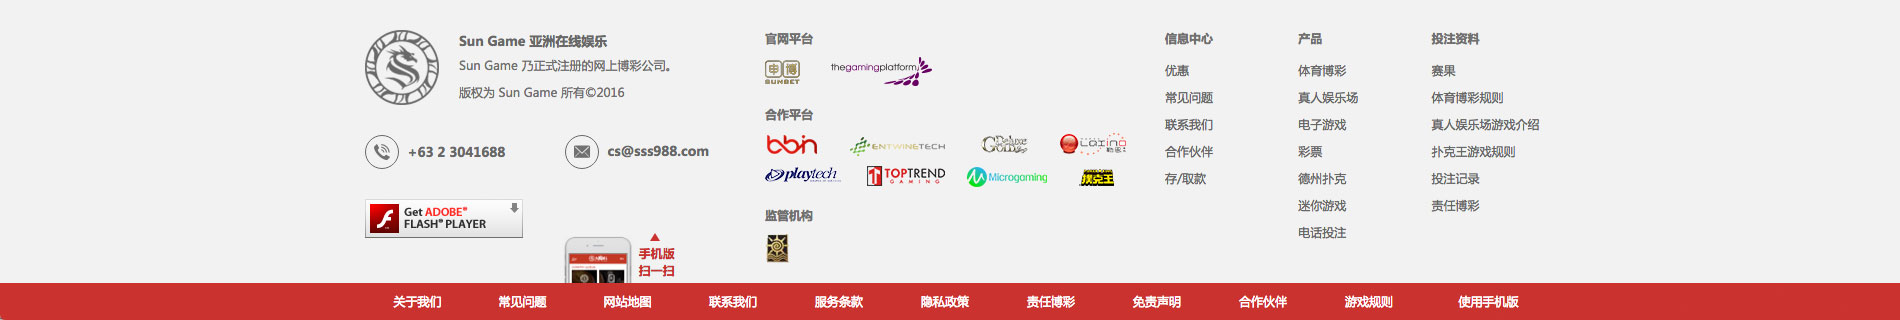 Sun Game 亚洲在线娱乐
Sun Game 乃正式注册的网上博彩公司。
版权为 Sun Game 所有©2016
+63 2 3041688
cs@sss988.com
Get ADOBE®
FLASH® PLAYER
手机版
扫一扫
官网平台
申博
SUNBET
thegamingplatform
合作平台
bbin
ENTWINETECH
Gold Deluxe
Laxino
playtech
TOPTREND
GAMING
Microgaming
扑克王
监管机构
信息中心
优惠
常见问题
联系我们
合作伙伴
存/取款
产品
体育博彩
真人娱乐场
电子游戏
彩票
德州扑克
迷你游戏
电话投注
投注资料
赛果
体育博彩规则
真人娱乐场游戏介绍
扑克王游戏规则
投注记录
责任博彩
关于我们 常见问题 网站地图 联系我们 服务条款 隐私政策 责任博彩 免责声明 合作伙伴 游戏规则 使用手机版